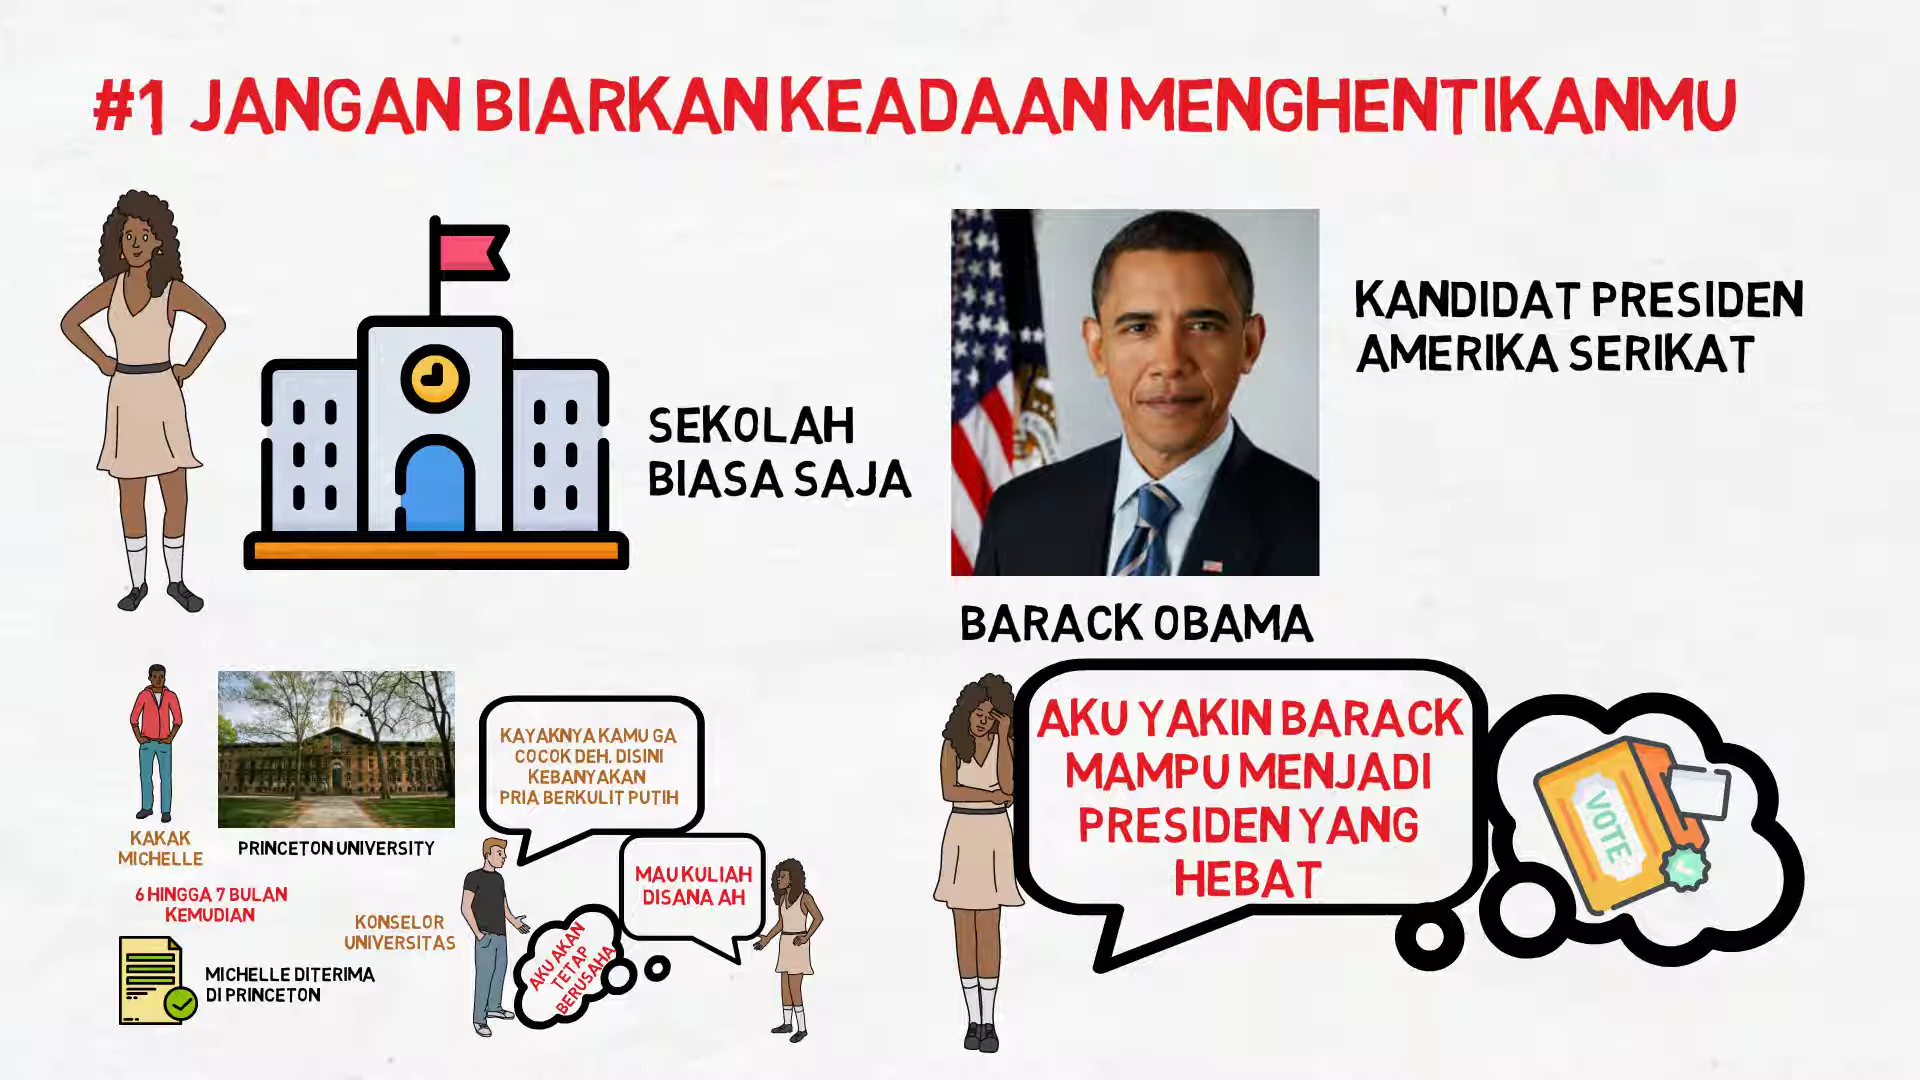 #1 JANGAN BIARKAN KEADAAN MENGHENTIKANMU
SEKOLAH
BIASA SAJA
KANDIDAT PRESIDEN
AMERIKA SERIKAT
BARACK OBAMA
KAKAK
MICHELLE
PRINCETON UNIVERSITY
6 HINGGA 7 BULAN
KEMUDIAN
MICHELLE DITERIMA
DI PRINCETON
KONSELOR
UNIVERSITAS
KAYAKNYA KAMU GA
COCOK DEH. DISINI
KEBANYAKAN
PRIA BERKULIT PUTIH
MAU KULIAH
DISANA AH
AKU AKAN
TETAP
BERUSAHA
AKU YAKIN BARACK
MAMPU MENJADI
PRESIDEN YANG
HEBAT
VOTE